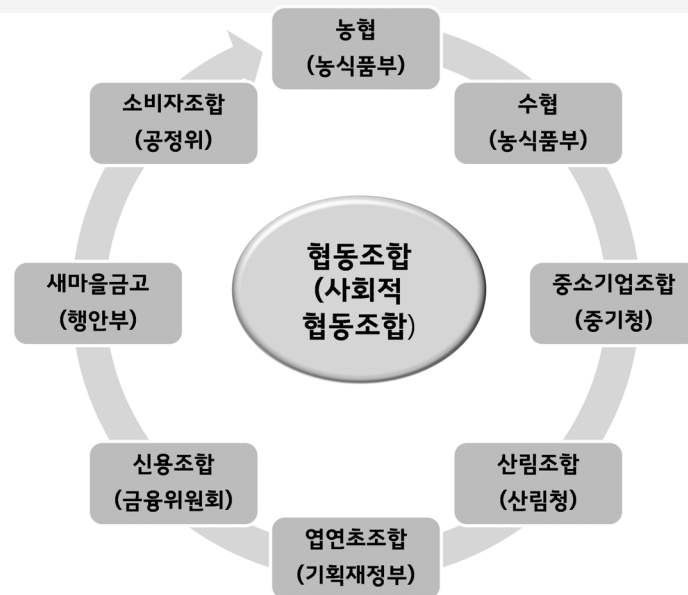 농협
(농식품부)
수협
(농식품부)
중소기업조합
(중기청)
산림조합
(산림청)
엽연초조합
(기획재정부)
신용조합
(금융위원회)
새마을금고
(행안부)
소비자조합
(공정위)
협동조합
(사회적
협동조합)